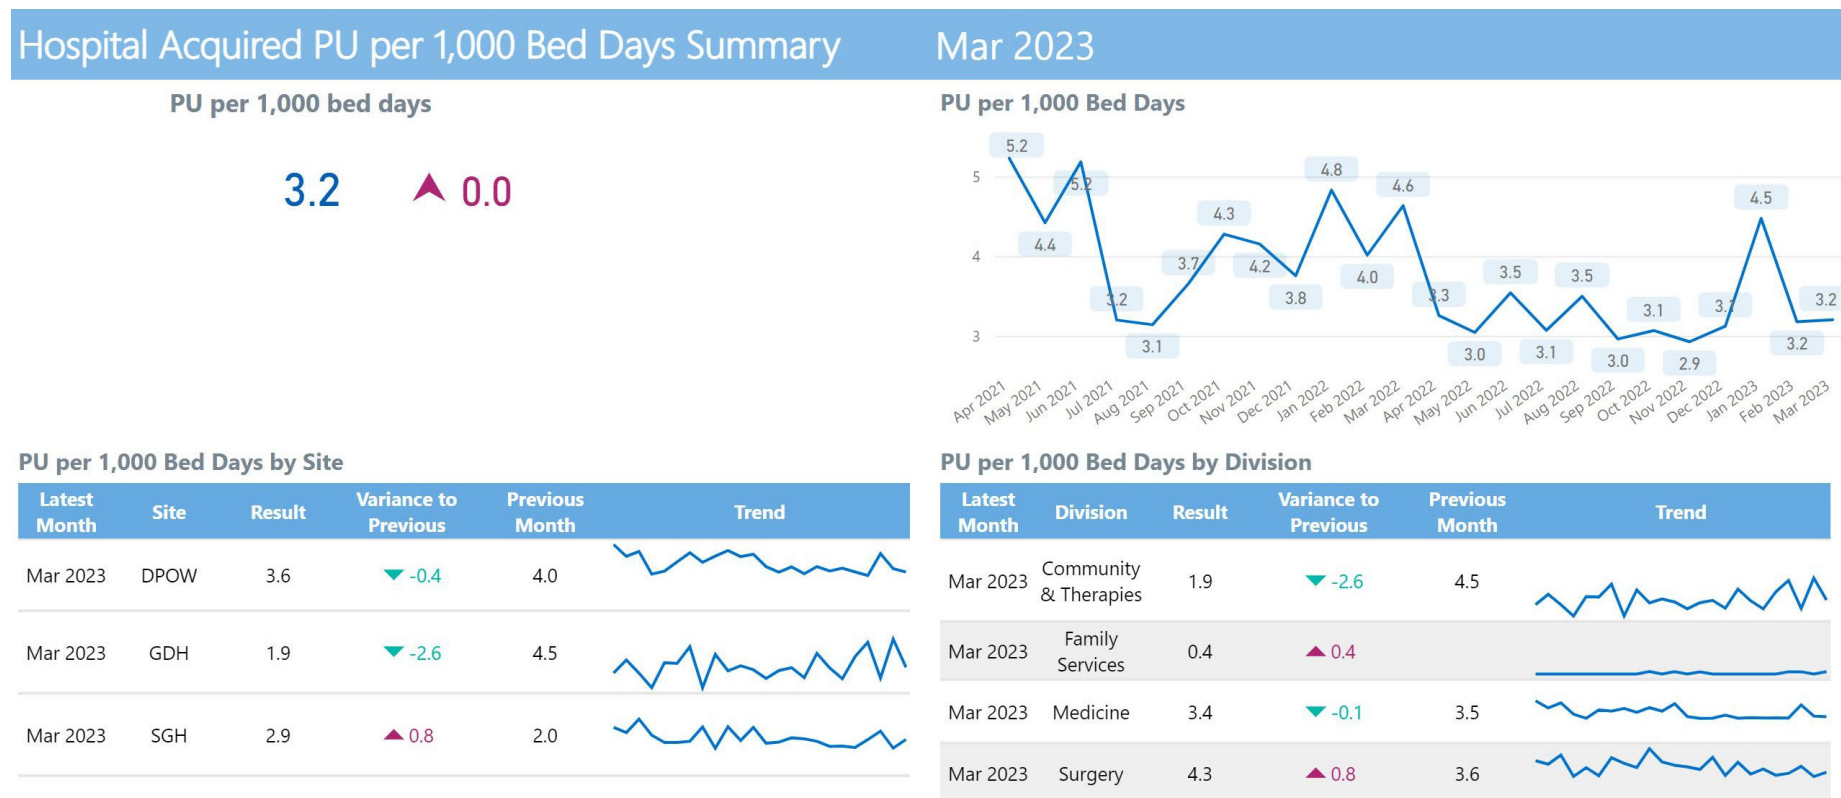 Hospital Acquired PU per 1,000 Bed Days Summary
Mar 2023
PU per 1,000 bed days
3.2
0.0
PU per 1,000 Bed Days
5.2
4.4
5.2
3.2
3.1
3.7
4.3
4.2
3.8
4.8
4.0
4.6
3.3
3.0
3.5
3.1
3.5
3.0
3.1
2.9
3.1
4.5
3.2
3.2
5
4
3
Apr 2021
May 2021
Jun 2021
Jul 2021
Aug 2021
Sep 2021
Oct 2021
Nov 2021
Dec 2021
Jan 2022
Feb 2022
Mar 2022
Apr 2022
May 2022
Jun 2022
Jul 2022
Aug 2022
Sep 2022
Oct 2022
Nov 2022
Dec 2022
Jan 2023
Feb 2023
Mar 2023
PU per 1,000 Bed Days by Site
Latest Month Site Result Variance to Previous Previous Month Trend
Mar 2023 DPOW 3.6 -0.4 4.0
Mar 2023 GDH 1.9 -2.6 4.5
Mar 2023 SGH 2.9 0.8 2.0
PU per 1,000 Bed Days by Division
Latest Month Division Result Variance to Previous Previous Month Trend
Mar 2023 Community & Therapies 1.9 -2.6 4.5
Mar 2023 Family Services 0.4 0.4
Mar 2023 Medicine 3.4 -0.1 3.5
Mar 2023 Surgery 4.3 0.8 3.6